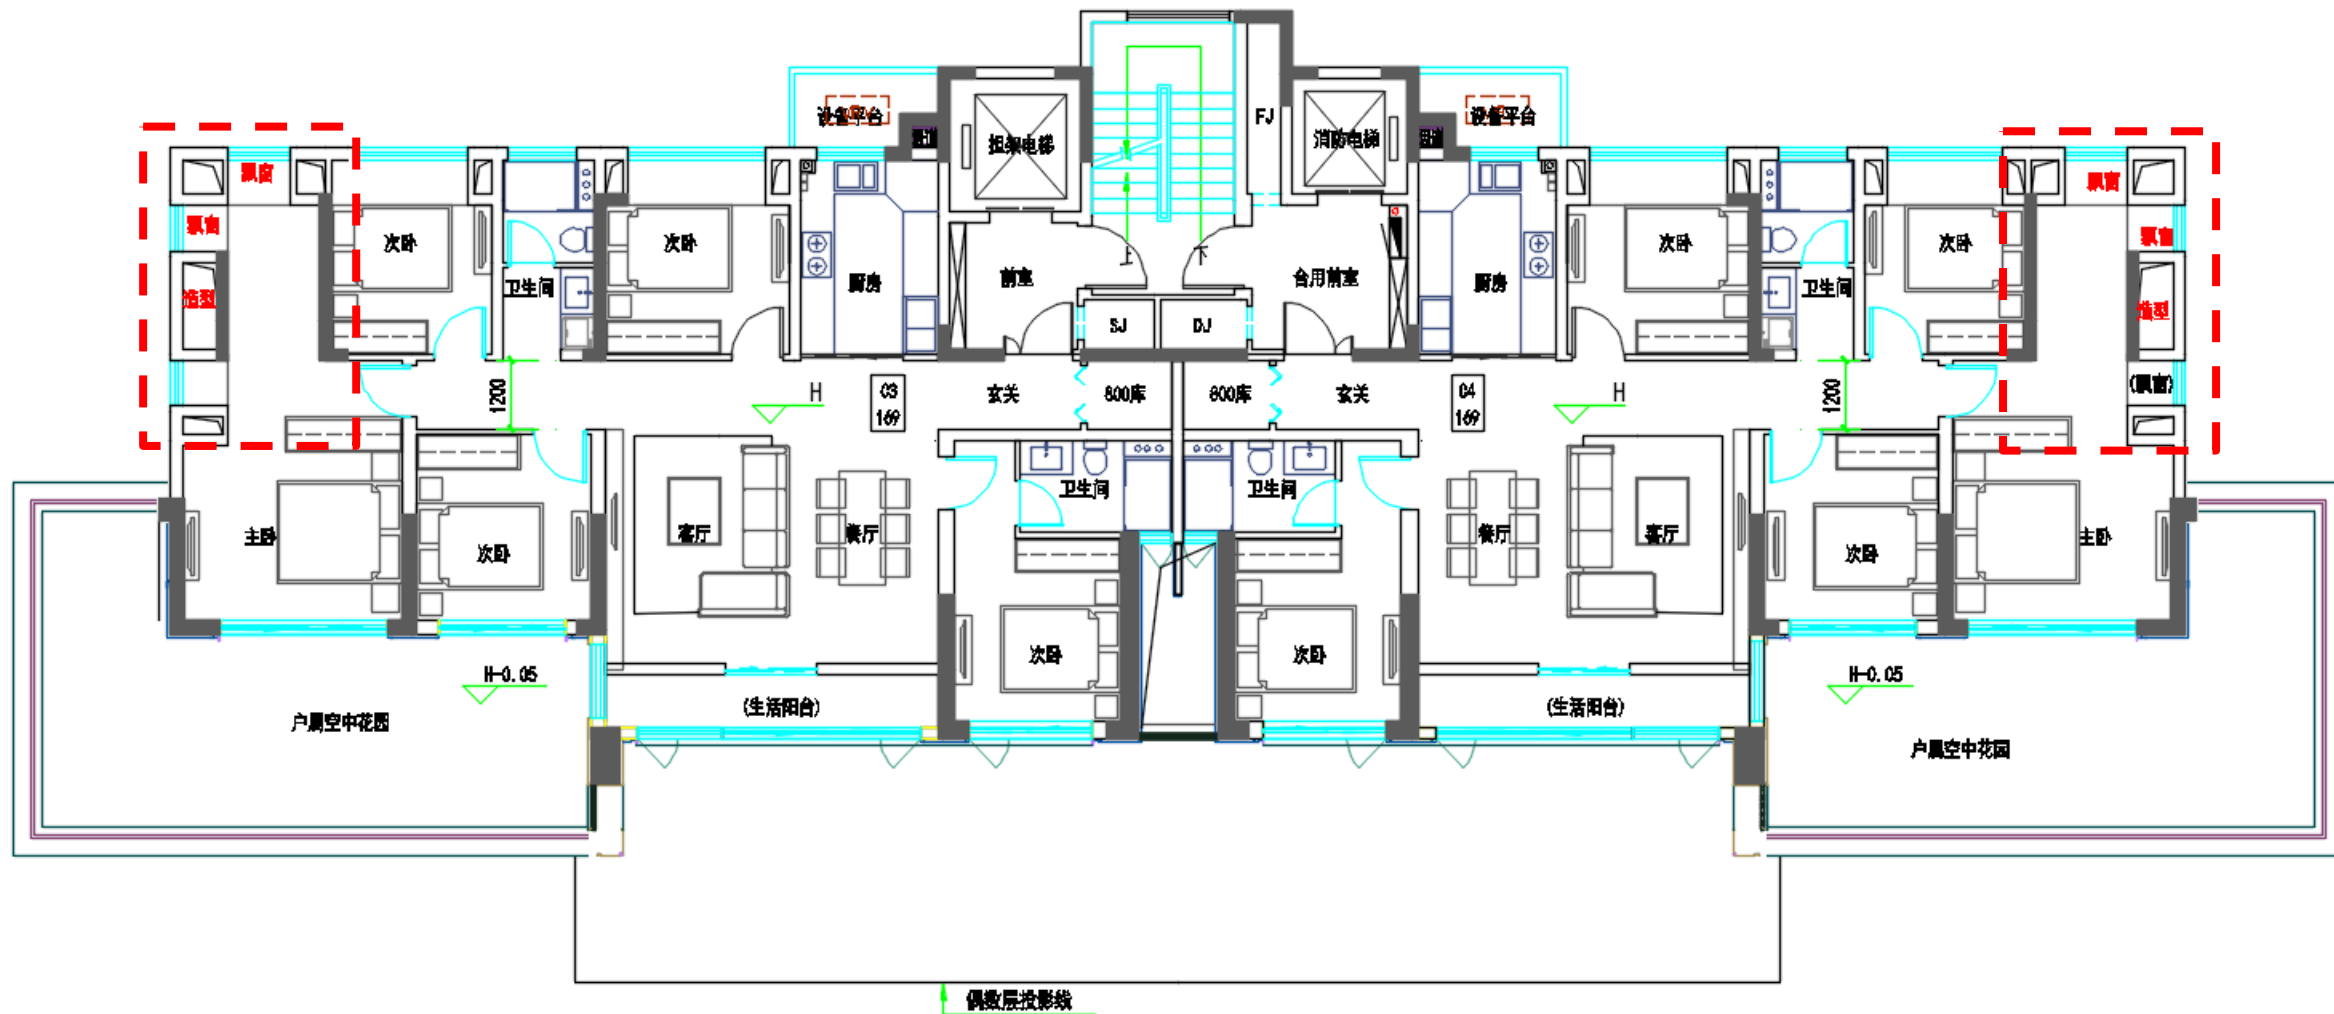 FJ
设备平台
设备平台
担架电梯
消防电梯
飘窗
飘窗
飘窗
飘窗
次卧
次卧
次卧
次卧
上
下
前室
合用前室
厨房
厨房
卫生间
卫生间
造型
造型
SJ
DJ
(飘窗)
1200
H
03
169
玄关
600库
600库
玄关
04
169
H
1200
卫生间
卫生间
主卧
次卧
客厅
餐厅
餐厅
客厅
次卧
主卧
次卧
次卧
H-0.05
H-0.05
(生活阳台)
(生活阳台)
户属空中花园
户属空中花园
偶数层投影线